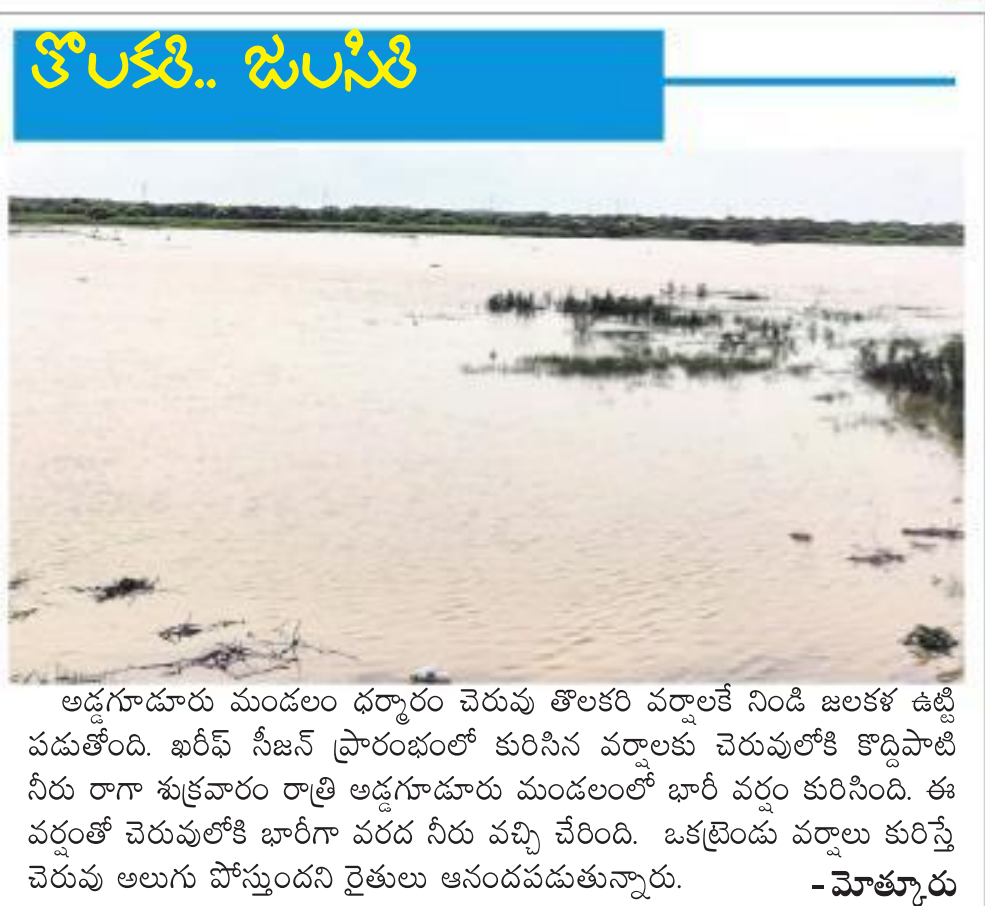 తొలకరి.. జలసిరి
అడ్డగూడూరు మండలం ధర్మారం చెరువు తొలకరి వర్షాలకే నిండి జలకళ ఉట్టి
పడుతోంది. ఖరీఫ్ సీజన్ ప్రారంభంలో కురిసిన వర్షాలకు చెరువులోకి కొద్దిపాటి
నీరు రాగా శుక్రవారం రాత్రి అడ్డగూడూరు మండలంలో భారీ వర్షం కురిసింది. ఈ
వర్షంతో చెరువులోకి భారీగా వరద నీరు వచ్చి చేరింది. ఒకట్రెండు వర్షాలు కురిస్తే
చెరువు అలుగు పోస్తుందని రైతులు ఆనందపడుతున్నారు. -మోత్కూరు